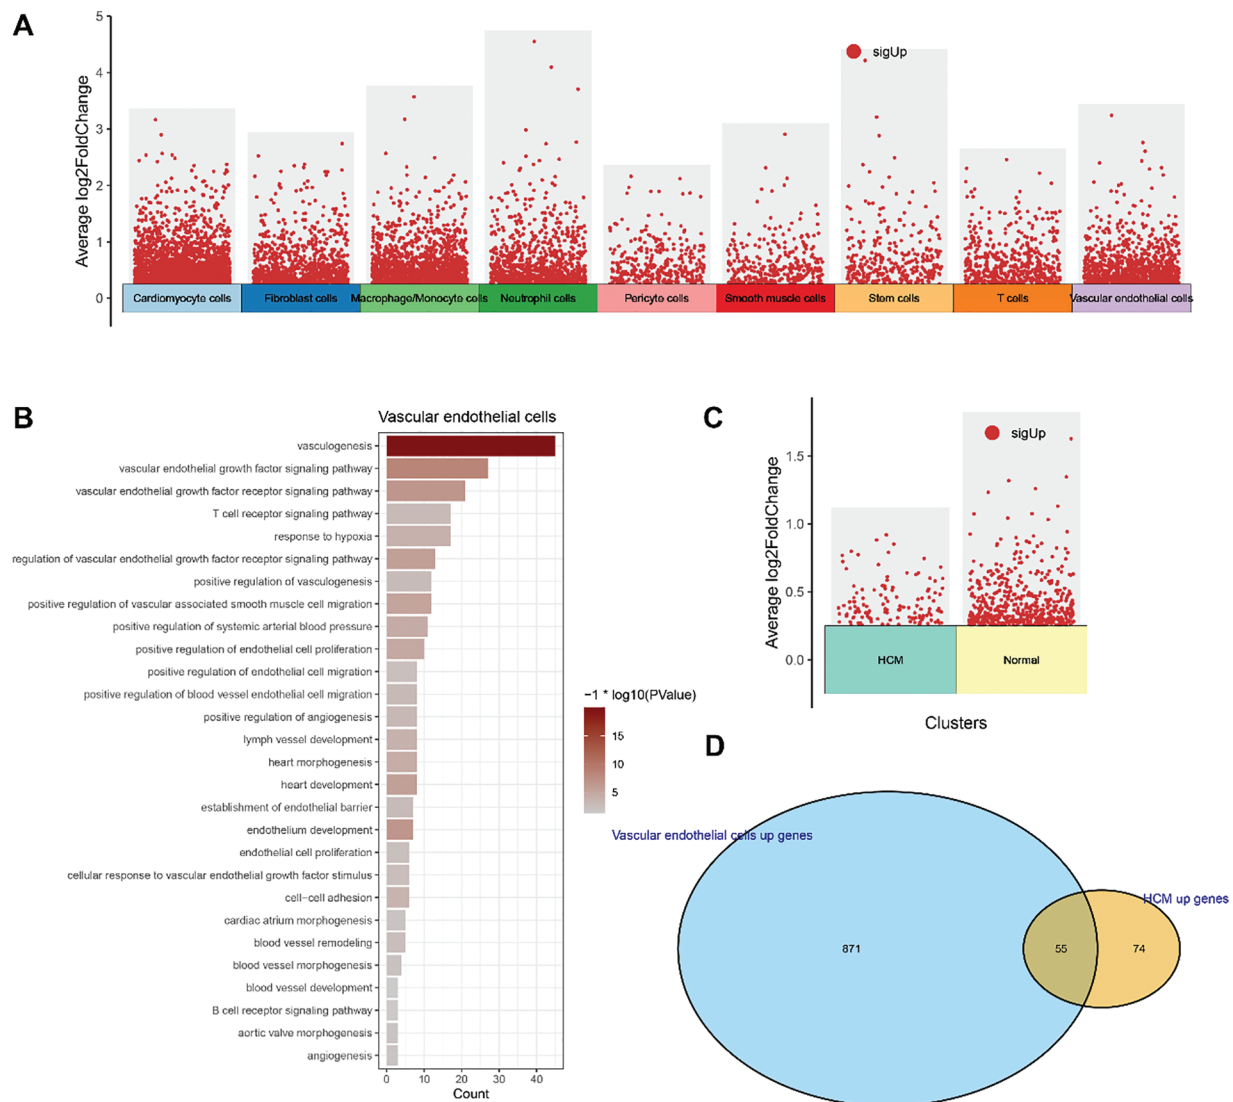 A
Average log2FoldChange
5
4
3
2
1
0
sigUp
Cardiomyocyte cells
Fibroblast cells
Macrophage/Monocyte cells
Neutrophil cells
Pericyte cells
Smooth muscle cells
Stem cells
T cells
Vascular endothelial cells
B
Vascular endothelial cells
vasculogenesis
vascular endothelial growth factor signaling pathway
vascular endothelial growth factor receptor signaling pathway
T cell receptor signaling pathway
response to hypoxia
regulation of vascular endothelial growth factor receptor signaling pathway
positive regulation of vasculogenesis
positive regulation of vascular associated smooth muscle cell migration
positive regulation of systemic arterial blood pressure
positive regulation of endothelial cell proliferation
positive regulation of endothelial cell migration
positive regulation of blood vessel endothelial cell migration
positive regulation of angiogenesis
lymph vessel development
heart morphogenesis
heart development
establishment of endothelial barrier
endothelium development
endothelial cell proliferation
cellular response to vascular endothelial growth factor stimulus
cell−cell adhesion
cardiac atrium morphogenesis
blood vessel remodeling
blood vessel morphogenesis
blood vessel development
B cell receptor signaling pathway
aortic valve morphogenesis
angiogenesis
0 10 20 30 40
Count
−1 * log10(PValue)
15
10
5
C
Average log2FoldChange
1.5
1.0
0.5
0.0
sigUp
HCM
Normal
Clusters
D
Vascular endothelial cells up genes
HCM up genes
871
55
74